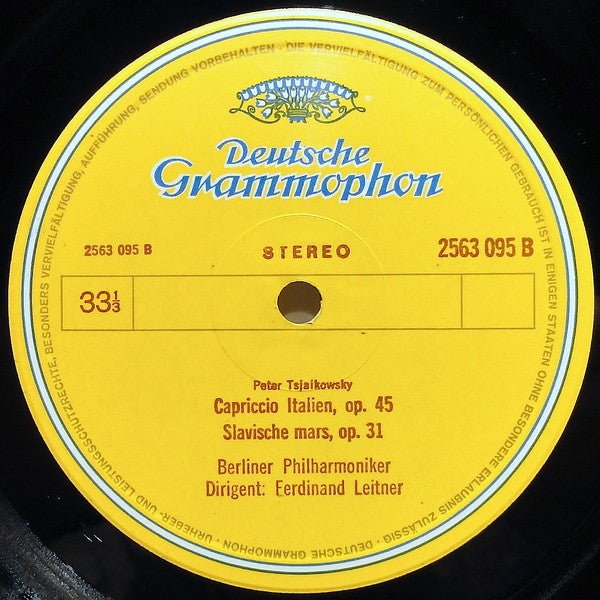 Deutsche
Grammophon
®
2563 095 B
STEREO
2563 095 B
33⅓
Peter Tsjaikowsky
Capriccio Italien, op. 45
Slavische mars, op. 31
Berliner Philharmoniker
Dirigent: Eerdinand Leitner
DEUTSCHE GRAMMOPHON · URHEBER- UND LEISTUNGSSCHUTZRECHTE, BESONDERS VERVIELFÄLTIGUNG, AUFFÜHRUNG, SENDUNG VORBEHALTEN · DIE VERVIELFÄLTIGUNG ZUM PERSÖNLICHEN GEBRAUCH IST IN EINIGEN STAATEN OHNE BESONDERE ERLAUBNIS ZULÄSSIG ·